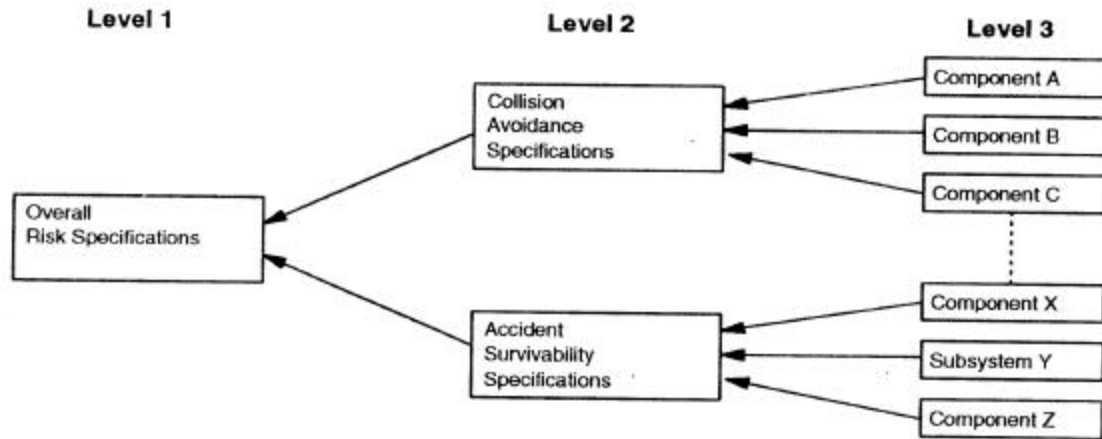 Level 1
Level 2
Level 3
Overall
Risk Specifications
Collision
Avoidance
Specifications
Accident
Survivability
Specifications
Component A
Component B
Component C
Component X
Subsystem Y
Component Z